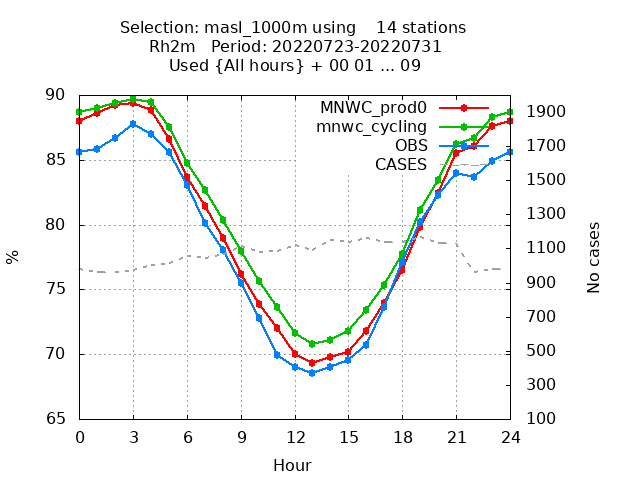 Selection: masl_1000m using    14 stations
Rh2m   Period: 20220723-20220731
Used {All hours} + 00 01 ... 09
MNWC_prod0
mnwc_cycling
OBS
CASES
%
90
85
80
75
70
65
No cases
1900
1700
1500
1300
1100
900
700
500
300
100
0 3 6 9 12 15 18 21 24
Hour